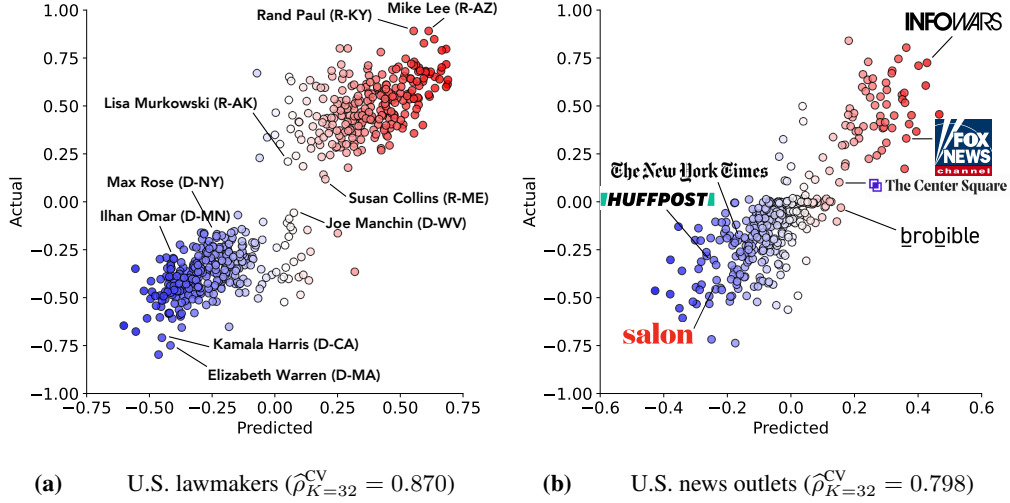 Rand Paul (R-KY)
Mike Lee (R-AZ)
Lisa Murkowski (R-AK)
Susan Collins (R-ME)
Max Rose (D-NY)
Joe Manchin (D-WV)
Ilhan Omar (D-MN)
Kamala Harris (D-CA)
Elizabeth Warren (D-MA)
Actual
1.00
0.75
0.50
0.25
0.00
−0.25
−0.50
−0.75
−1.00
−0.75 −0.50 −0.25 0.00 0.25 0.50 0.75
Predicted
INFOWARS
FOX
NEWS
channel
The New York Times
The Center Square
HUFFPOST
brobible
salon
Actual
1.00
0.75
0.50
0.25
0.00
−0.25
−0.50
−0.75
−1.00
−0.6 −0.4 −0.2 0.0 0.2 0.4 0.6
Predicted
(a) U.S. lawmakers (ρ̂^CV_K=32 = 0.870)
(b) U.S. news outlets (ρ̂^CV_K=32 = 0.798)